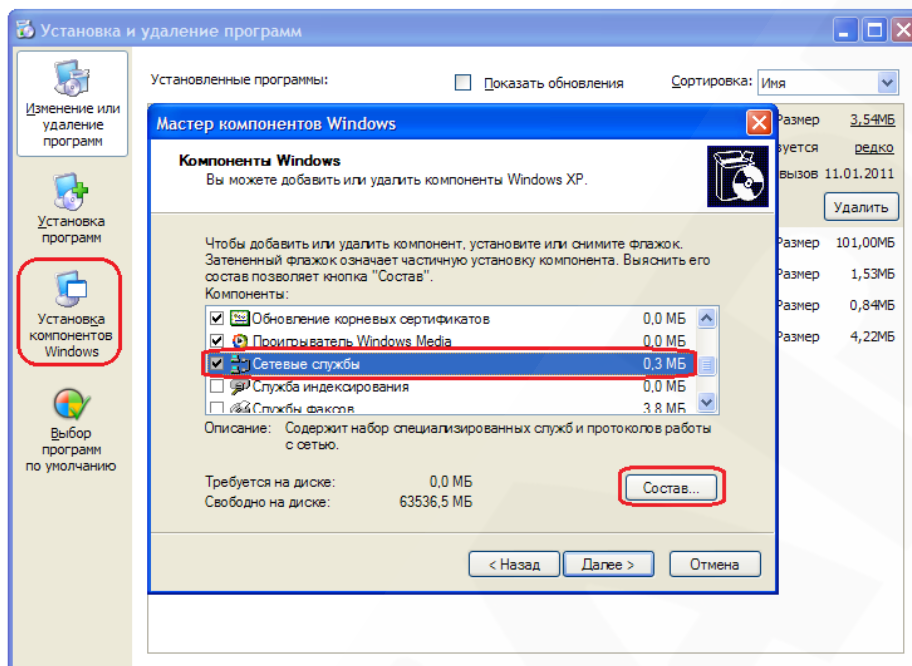 Установка и удаление программ
Изменение или
удаление
программ
Установка
программ
Установка
компонентов
Windows
Выбор
программ
по умолчанию
Установленные программы:
Показать обновления
Сортировка: Имя
Размер 3,54МБ
зуется редко
вызов 11.01.2011
Удалить
Размер 101,00МБ
Размер 1,53МБ
Размер 0,84МБ
Размер 4,22МБ
Мастер компонентов Windows
Компоненты Windows
Вы можете добавить или удалить компоненты Windows XP.
Чтобы добавить или удалить компонент, установите или снимите флажок.
Затененный флажок означает частичную установку компонента. Выяснить его
состав позволяет кнопка "Состав".
Компоненты:
Обновление корневых сертификатов 0,0 МБ
Проигрыватель Windows Media 0,0 МБ
Сетевые службы 0,3 МБ
Служба индексирования 0,0 МБ
Службы факсов 3,8 МБ
Описание: Содержит набор специализированных служб и протоколов работы
с сетью.
Требуется на диске: 0,0 МБ
Свободно на диске: 63536,5 МБ
Состав...
< Назад
Далее >
Отмена